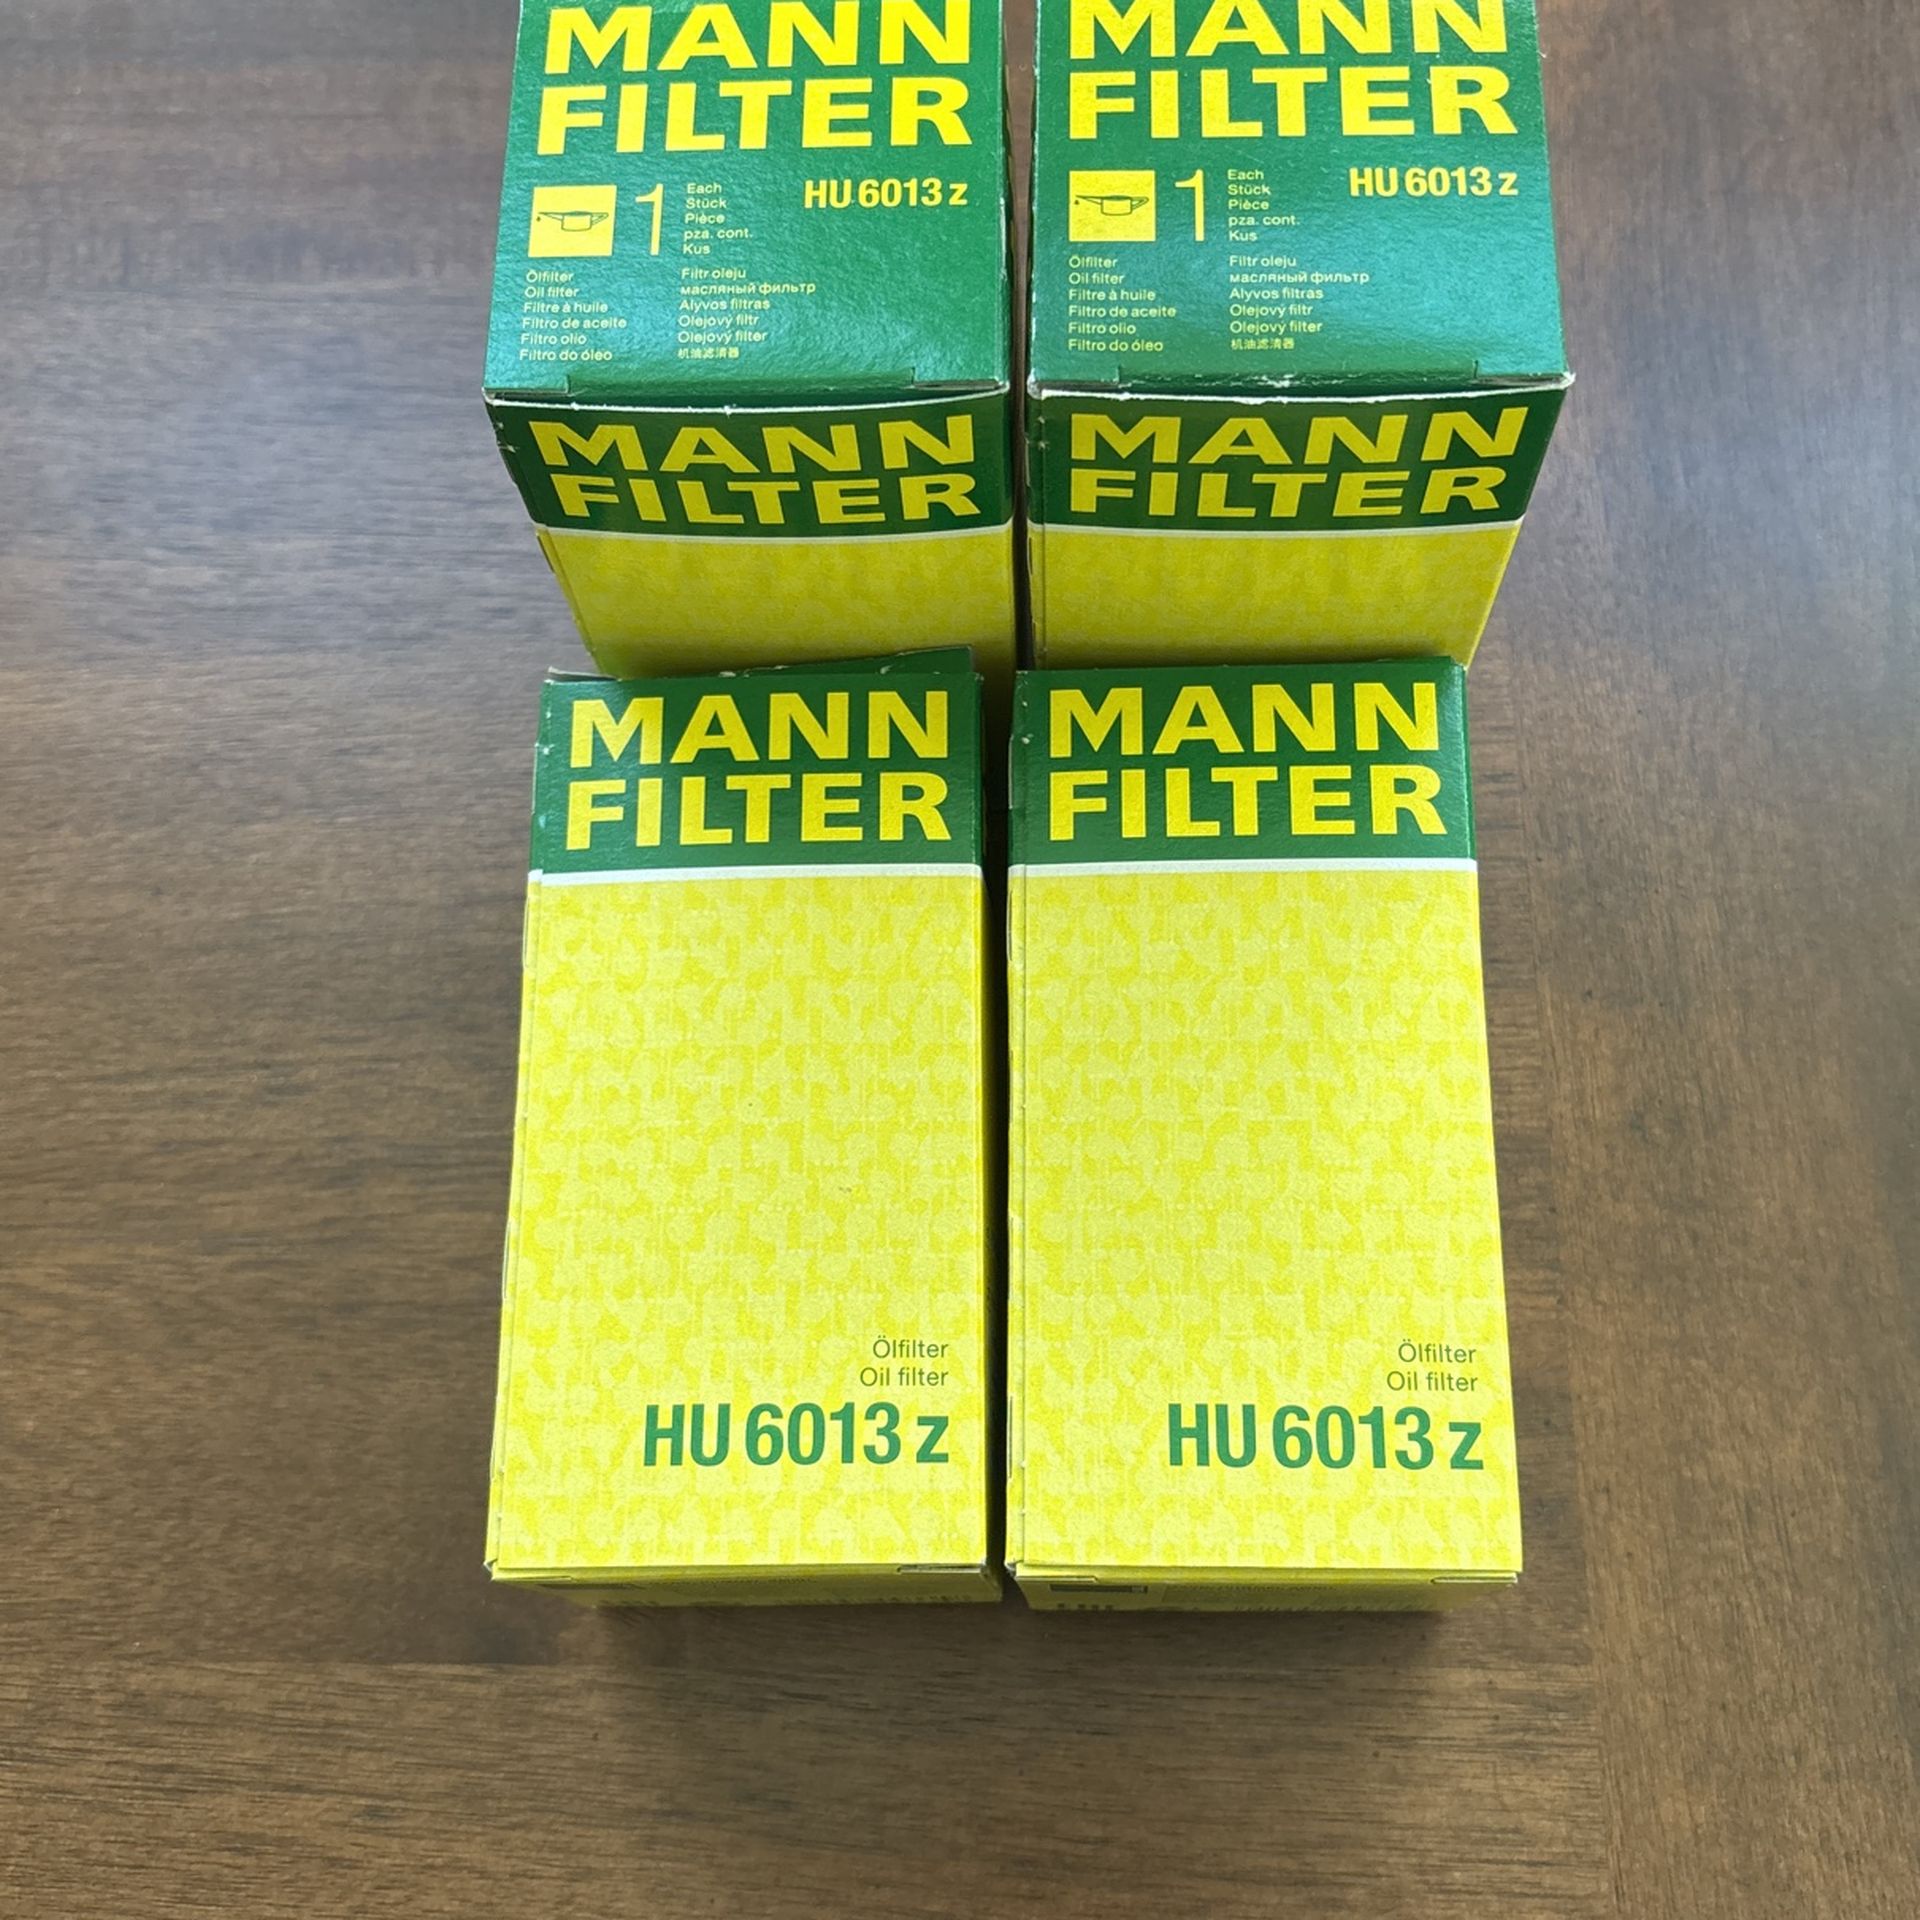 MANN
FILTER
1
Each
Stück
Pièce
pza. cont.
Kus
HU 6013 z
Ölfilter
Oil filter
Filtre à huile
Filtro de aceite
Filtro olio
Filtro do óleo
Filtr oleju
масляный фильтр
Alyvos filtras
Olejový filtr
Olejový filter
机油滤清器
MANN
FILTER
MANN
FILTER
1
Each
Stück
Pièce
pza. cont.
Kus
HU 6013 z
Ölfilter
Oil filter
Filtre à huile
Filtro de aceite
Filtro olio
Filtro do óleo
Filtr oleju
масляный фильтр
Alyvos filtras
Olejový filtr
Olejový filter
机油滤清器
MANN
FILTER
MANN
FILTER
Ölfilter
Oil filter
HU 6013 z
MANN
FILTER
Ölfilter
Oil filter
HU 6013 z